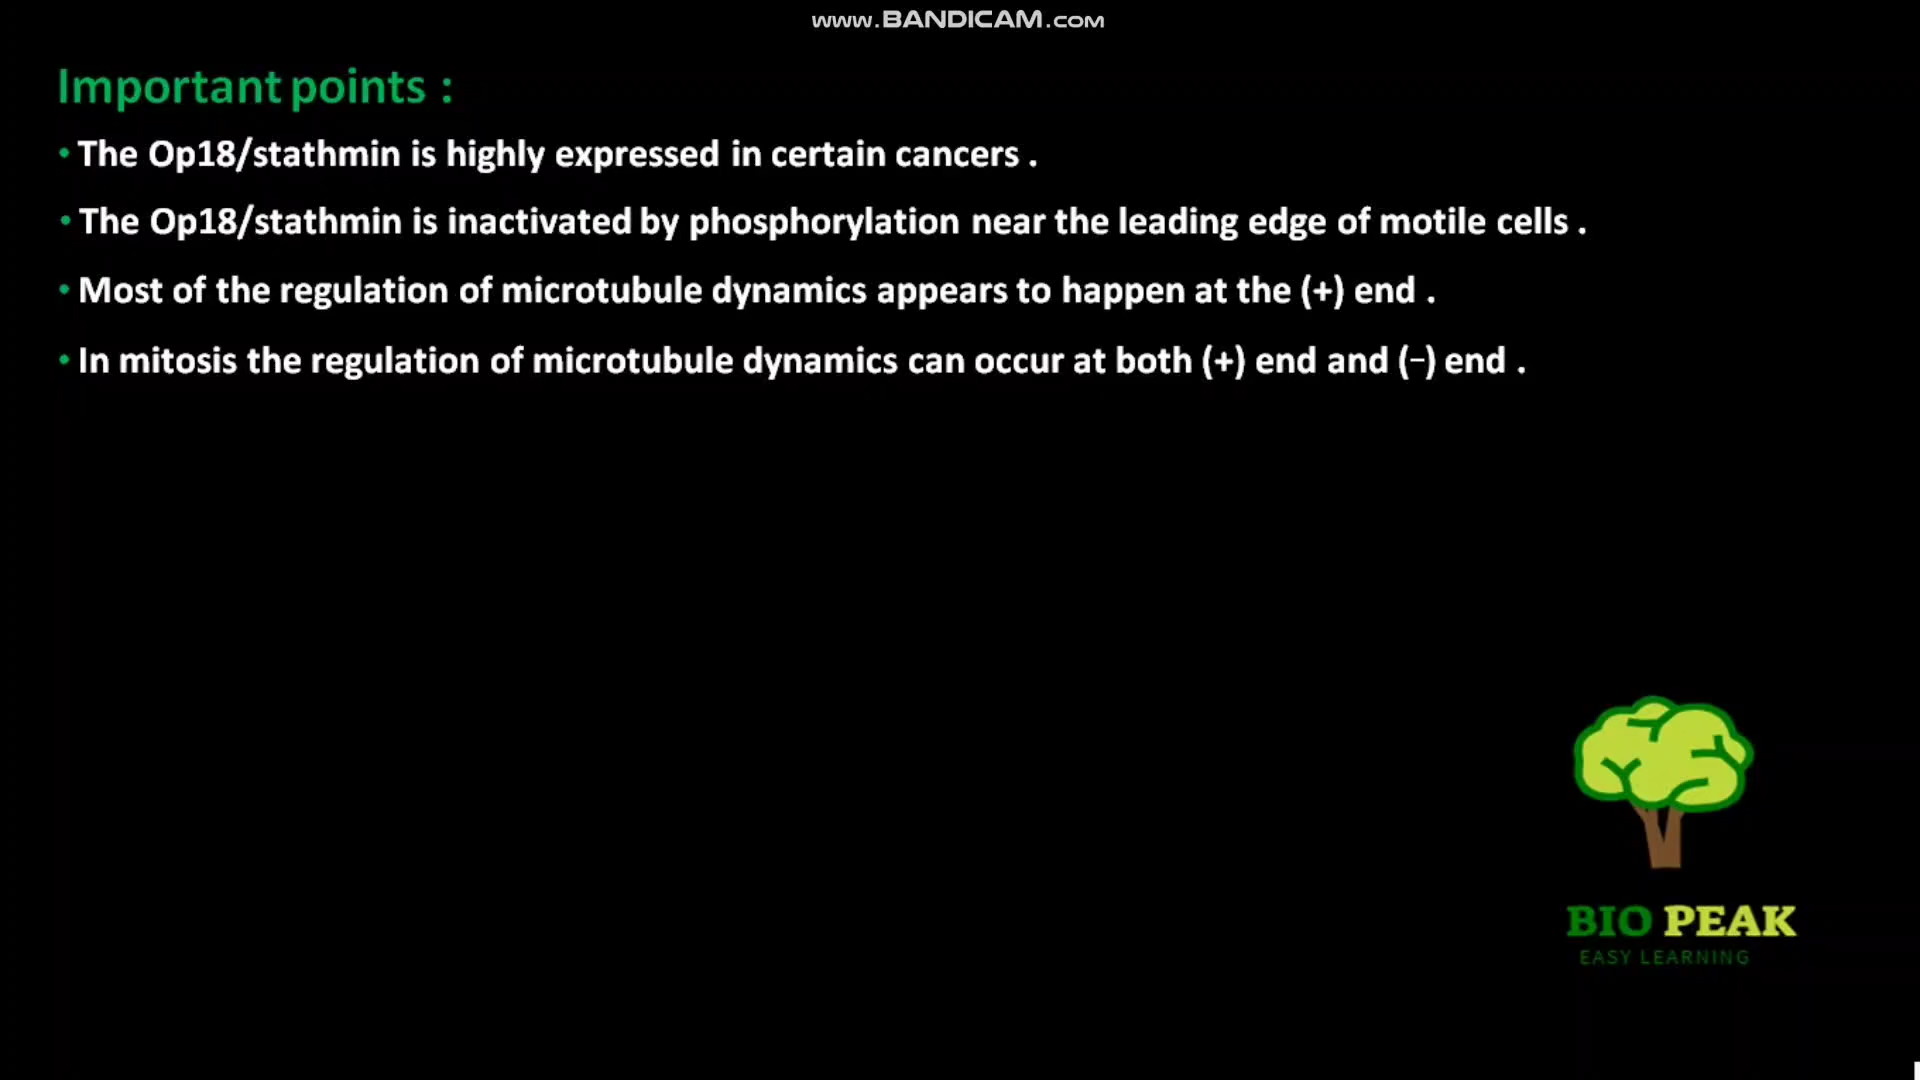 www.BANDICAM.com
Important points :
• The Op18/stathmin is highly expressed in certain cancers .
• The Op18/stathmin is inactivated by phosphorylation near the leading edge of motile cells .
• Most of the regulation of microtubule dynamics appears to happen at the (+) end .
• In mitosis the regulation of microtubule dynamics can occur at both (+) end and (−) end .
BIO PEAK
EASY LEARNING